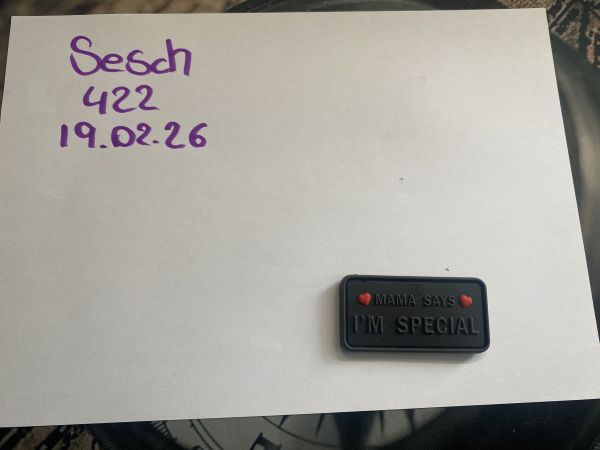 Sesch
422
19.02.26
MAMA SAYS
I'M SPECIAL